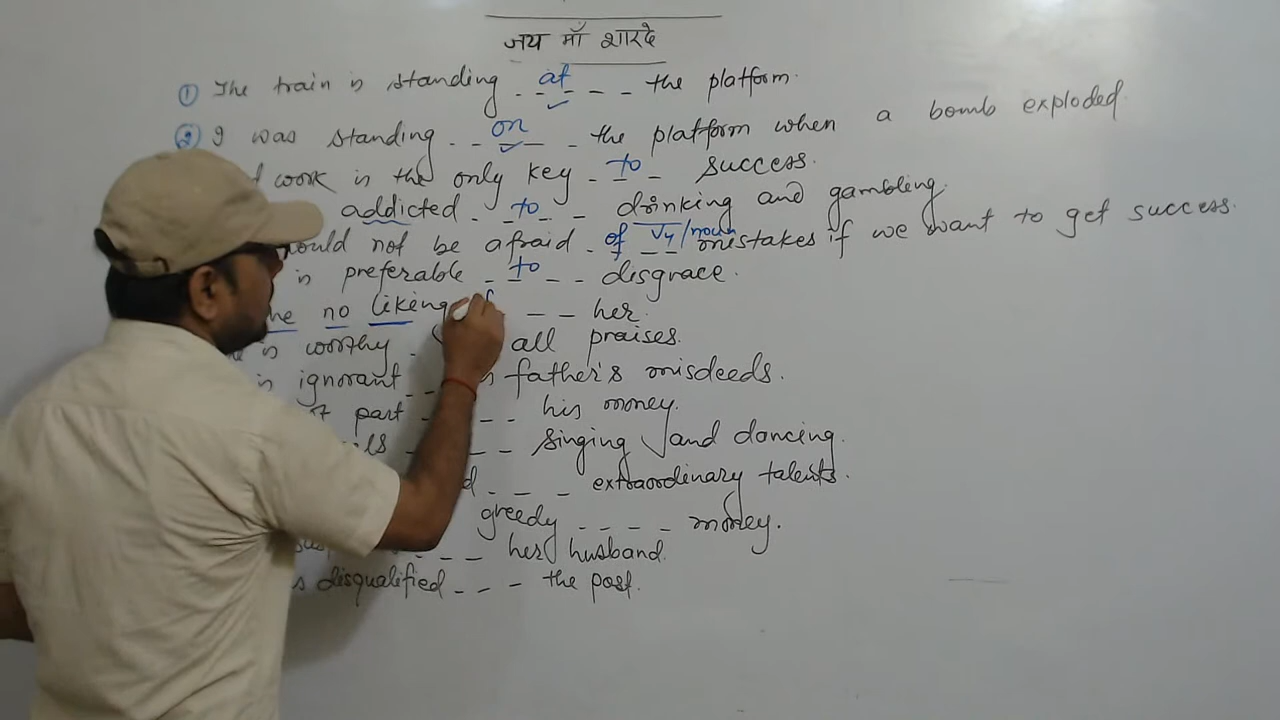 जय माँ शारदे
① The train is standing at the platform.
② I was standing on the platform when a bomb exploded.
work is the only key to success.
addicted to drinking and gambling.
ould not be afraid of V4/noun mistakes if we want to get success.
is preferable to disgrace.
no liking f her.
is worthy all praises.
is ignorant father's misdeeds.
part his money.
ls singing and dancing.
d extraordinary talents.
greedy money.
her husband.
s disqualified the post.